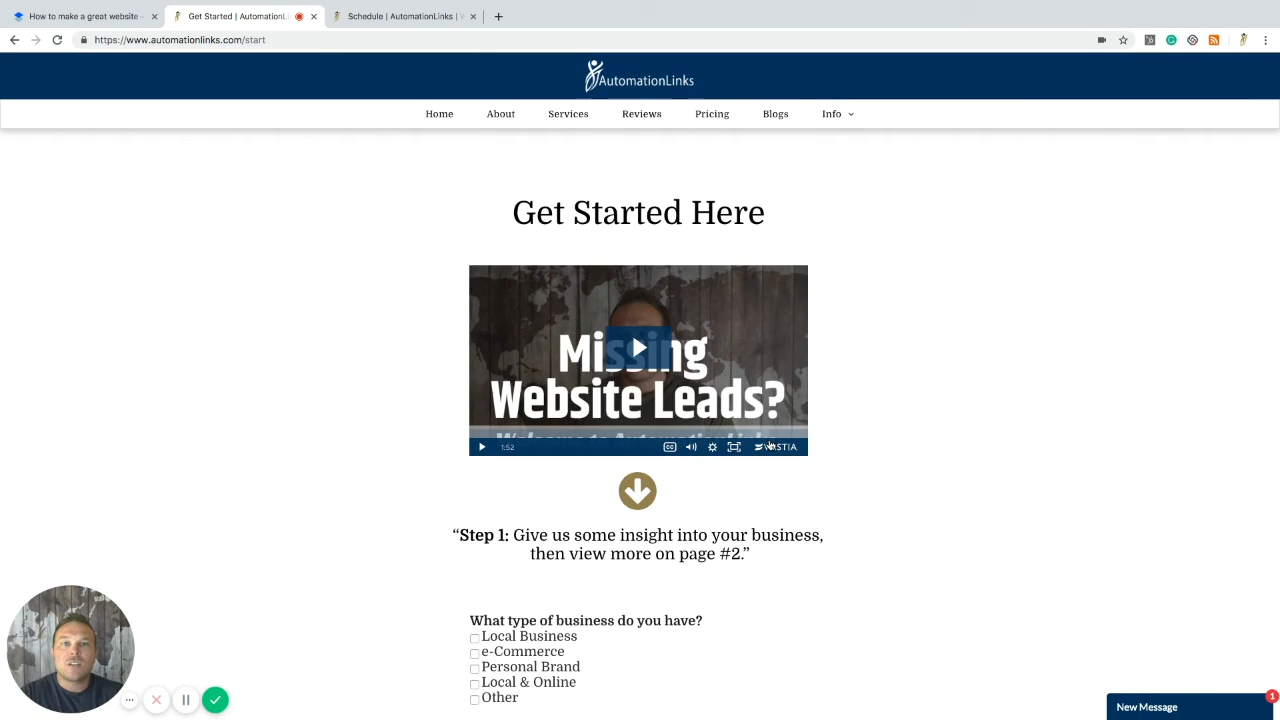 How to make a great website -
Get Started | AutomationLi
Schedule | AutomationLinks | W
https://www.automationlinks.com/start
AutomationLinks
Home
About
Services
Reviews
Pricing
Blogs
Info
Get Started Here
Missing
Website Leads?
1:52
CC
WISTIA
“Step 1: Give us some insight into your business,
then view more on page #2.”
What type of business do you have?
Local Business
e-Commerce
Personal Brand
Local & Online
Other
New Message
1